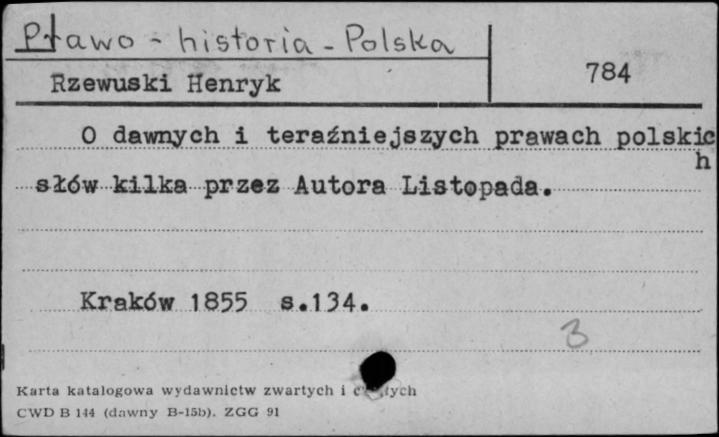 Prawo - historia - Polska
Rzewuski Henryk
784
O dawnych i teraźniejszych prawach polskic
h
słów kilka przez Autora Listopada.
Kraków 1855 s.134.
3
Karta katalogowa wydawnictw zwartych i
CWD B 144 (dawny B-15b). ZGG 91